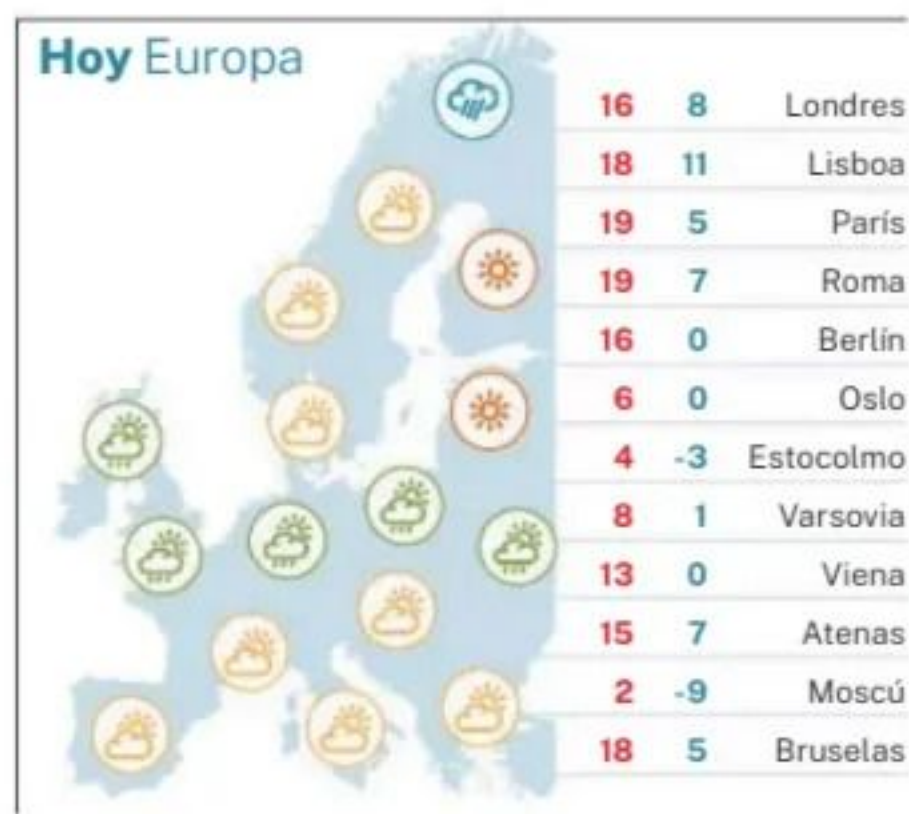 Hoy Europa
16 8 Londres
18 11 Lisboa
19 5 París
19 7 Roma
16 0 Berlín
6 0 Oslo
4 -3 Estocolmo
8 1 Varsovia
13 0 Viena
15 7 Atenas
2 -9 Moscú
18 5 Bruselas